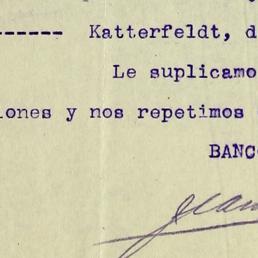 ------ Katterfeldt, d
Le suplicamo
iones y nos repetimos
BANC